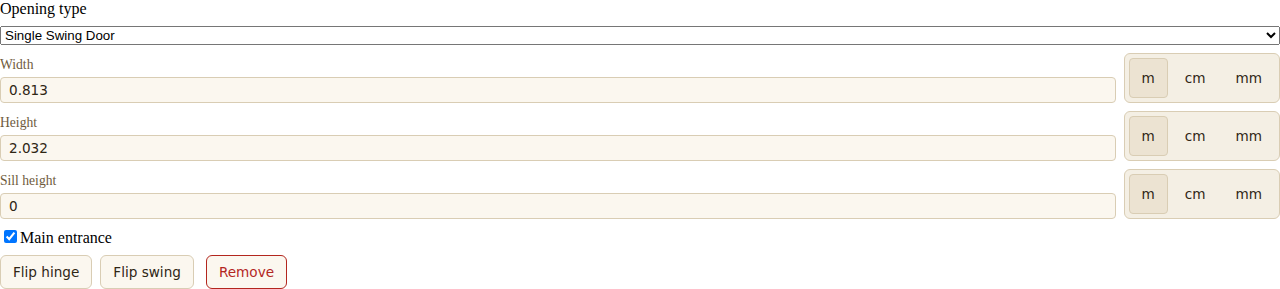 Opening type
Single Swing Door
Width
0.813
m cm mm
Height
2.032
m cm mm
Sill height
0
m cm mm
Main entrance
Flip hinge Flip swing Remove